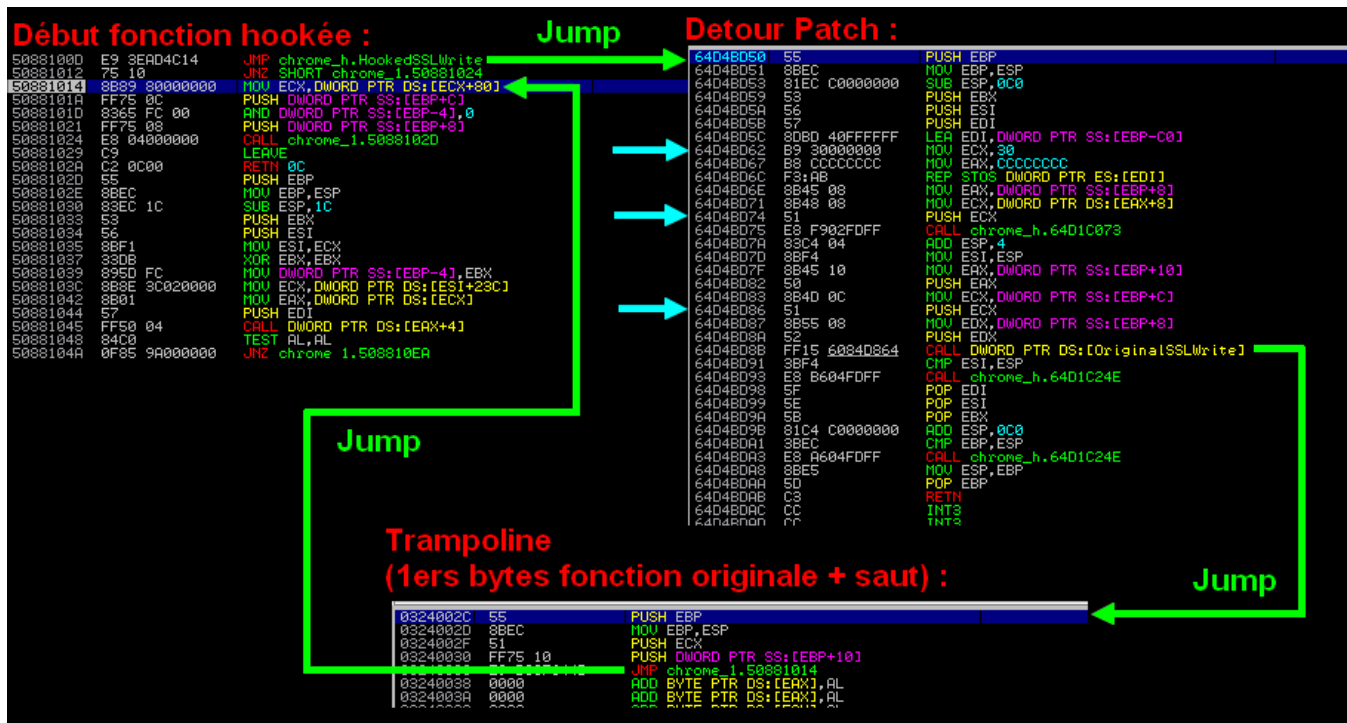 Début fonction hookée :
Jump
Detour Patch :
5088100D E9 3EAD4C14 JMP chrome_h.HookedSSLWrite
50881012 75 10 JNZ SHORT chrome_1.50881024
50881014 8B89 80000000 MOV ECX,DWORD PTR DS:[ECX+80]
5088101A FF75 0C PUSH DWORD PTR SS:[EBP+C]
5088101D 8365 FC 00 AND DWORD PTR SS:[EBP-4],0
50881021 FF75 08 PUSH DWORD PTR SS:[EBP+8]
50881024 E8 04000000 CALL chrome_1.5088102D
50881029 C9 LEAVE
5088102A C2 0C00 RETN 0C
5088102D 55 PUSH EBP
5088102E 8BEC MOV EBP,ESP
50881030 83EC 1C SUB ESP,1C
50881033 53 PUSH EBX
50881034 56 PUSH ESI
50881035 8BF1 MOV ESI,ECX
50881037 33DB XOR EBX,EBX
50881039 895D FC MOV DWORD PTR SS:[EBP-4],EBX
5088103C 8B8E 3C020000 MOV ECX,DWORD PTR DS:[ESI+23C]
50881042 8B01 MOV EAX,DWORD PTR DS:[ECX]
50881044 57 PUSH EDI
50881045 FF50 04 CALL DWORD PTR DS:[EAX+4]
50881048 84C0 TEST AL,AL
5088104A 0F85 9A000000 JNZ chrome_1.508810EA
64D4BD50 55 PUSH EBP
64D4BD51 8BEC MOV EBP,ESP
64D4BD53 81EC C0000000 SUB ESP,0C0
64D4BD59 53 PUSH EBX
64D4BD5A 56 PUSH ESI
64D4BD5B 57 PUSH EDI
64D4BD5C 8DBD 40FFFFFF LEA EDI,DWORD PTR SS:[EBP-C0]
64D4BD62 B9 30000000 MOV ECX,30
64D4BD67 B8 CCCCCCCC MOV EAX,CCCCCCCC
64D4BD6C F3:AB REP STOS DWORD PTR ES:[EDI]
64D4BD6E 8B45 08 MOV EAX,DWORD PTR SS:[EBP+8]
64D4BD71 8B48 08 MOV ECX,DWORD PTR DS:[EAX+8]
64D4BD74 51 PUSH ECX
64D4BD75 E8 F902FDFF CALL chrome_h.64D1C073
64D4BD7A 83C4 04 ADD ESP,4
64D4BD7D 8BF4 MOV ESI,ESP
64D4BD7F 8B45 10 MOV EAX,DWORD PTR SS:[EBP+10]
64D4BD82 50 PUSH EAX
64D4BD83 8B4D 0C MOV ECX,DWORD PTR SS:[EBP+C]
64D4BD86 51 PUSH ECX
64D4BD87 8B55 08 MOV EDX,DWORD PTR SS:[EBP+8]
64D4BD8A 52 PUSH EDX
64D4BD8B FF15 6084D864 CALL DWORD PTR DS:[OriginalSSLWrite]
64D4BD91 3BF4 CMP ESI,ESP
64D4BD93 E8 B604FDFF CALL chrome_h.64D1C24E
64D4BD98 5F POP EDI
64D4BD99 5E POP ESI
64D4BD9A 5B POP EBX
64D4BD9B 81C4 C0000000 ADD ESP,0C0
64D4BDA1 3BEC CMP EBP,ESP
64D4BDA3 E8 A604FDFF CALL chrome_h.64D1C24E
64D4BDA8 8BE5 MOV ESP,EBP
64D4BDAA 5D POP EBP
64D4BDAB C3 RETN
64D4BDAC CC INT3
64D4BDAD CC INT3
Jump
Trampoline
(1ers bytes fonction originale + saut) :
Jump
0324002C 55 PUSH EBP
0324002D 8BEC MOV EBP,ESP
0324002F 51 PUSH ECX
03240030 FF75 10 PUSH DWORD PTR SS:[EBP+10]
JMP chrome_1.50881014
03240038 0000 ADD BYTE PTR DS:[EAX],AL
0324003A 0000 ADD BYTE PTR DS:[EAX],AL